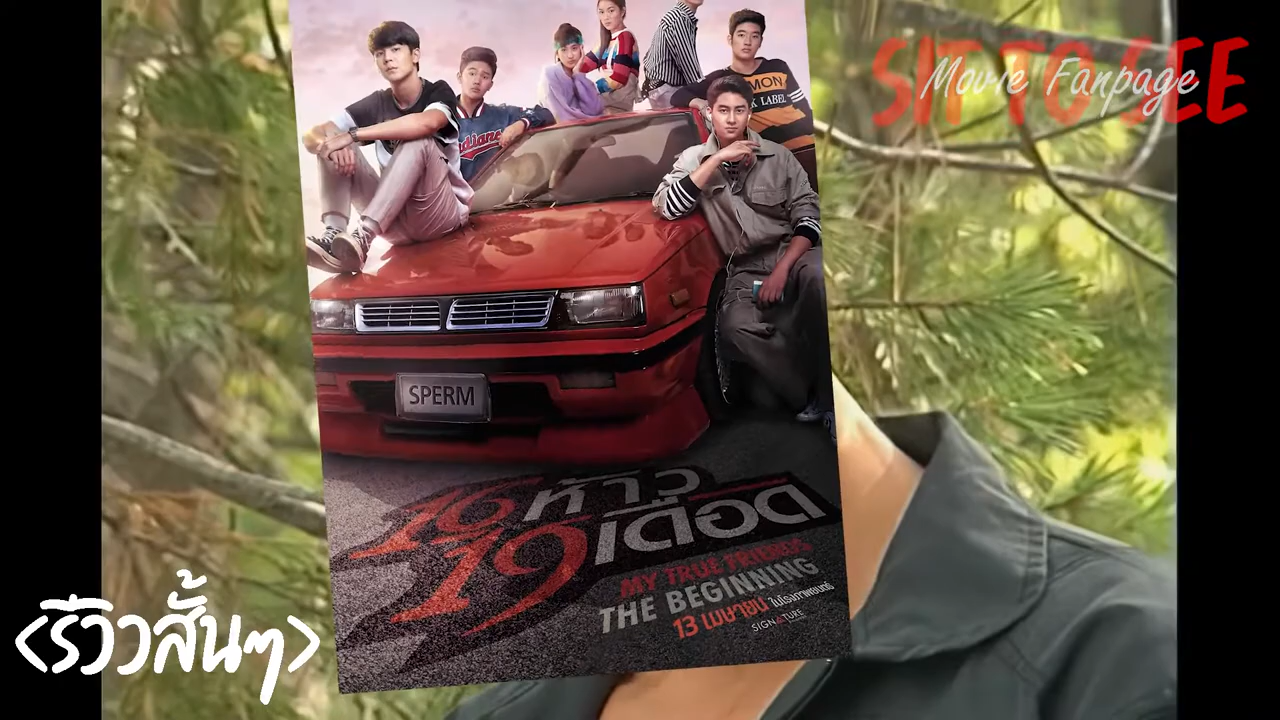 SIT TO SEE
Movie Fanpage
MON
K LABEL
Indians
SPERM
16 ห้าว
19 เดือด
MY TRUE FRIENDS
THE BEGINNING
13 เมษายน ในโรงภาพยนตร์
SIGNATURE
<รีวิวสั้นๆ>